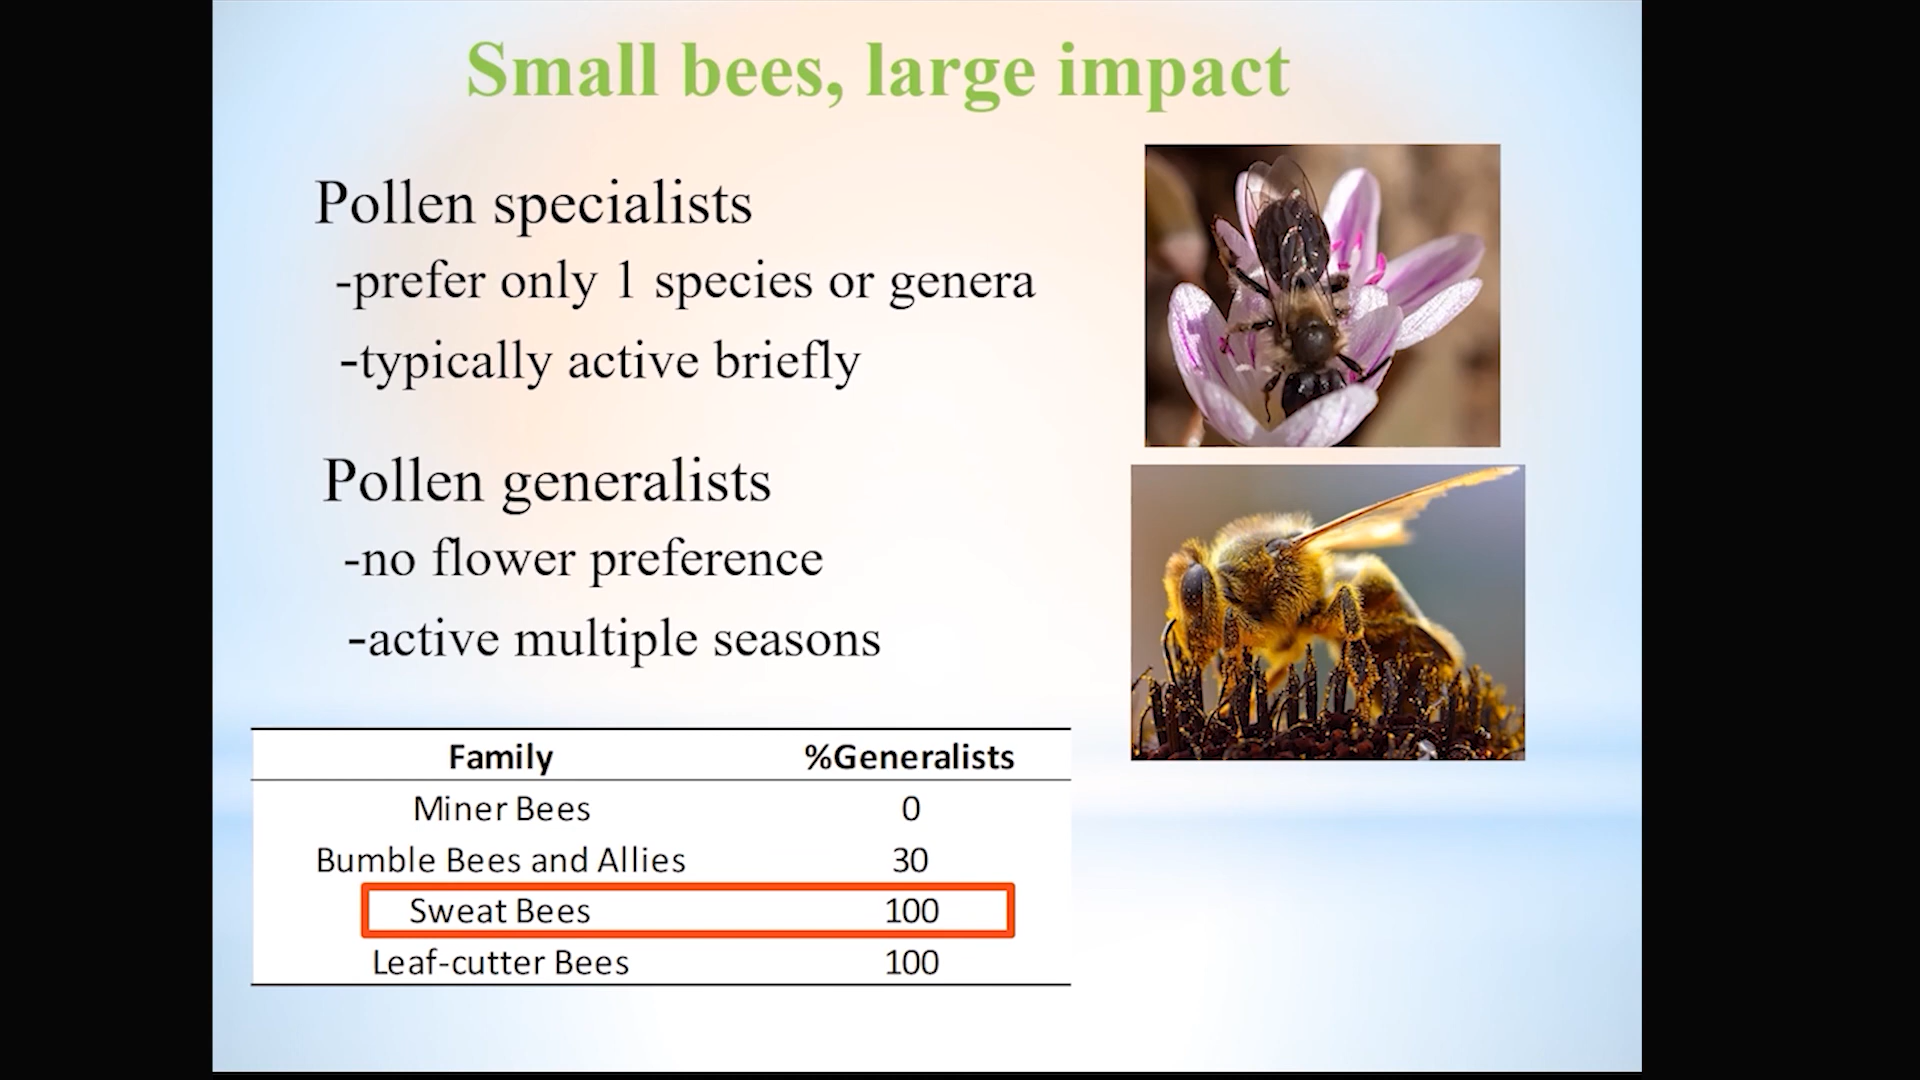 Small bees, large impact
Pollen specialists
-prefer only 1 species or genera
-typically active briefly
Pollen generalists
-no flower preference
-active multiple seasons
Family %Generalists
Miner Bees 0
Bumble Bees and Allies 30
Sweat Bees 100
Leaf-cutter Bees 100